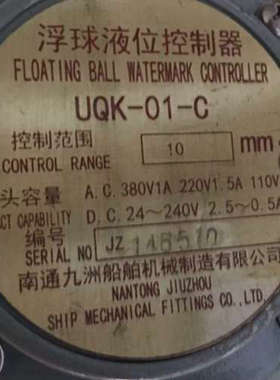 浮球液位控制器
FLOATING BALL WATERMARK CONTROLLER
UQK-01-C
控制范围
CONTROL RANGE
10
mm
头容量 A.C. 380V1A 220V1.5A 110V
CT CAPABILITY D.C. 24～240V 2.5～0.5A
编号
SERIAL NO
JZ
南通九洲船舶机械制造有限公
NANTONG JIUZHOU
SHIP MECHANICAL FITTINGS CO.,LTD.